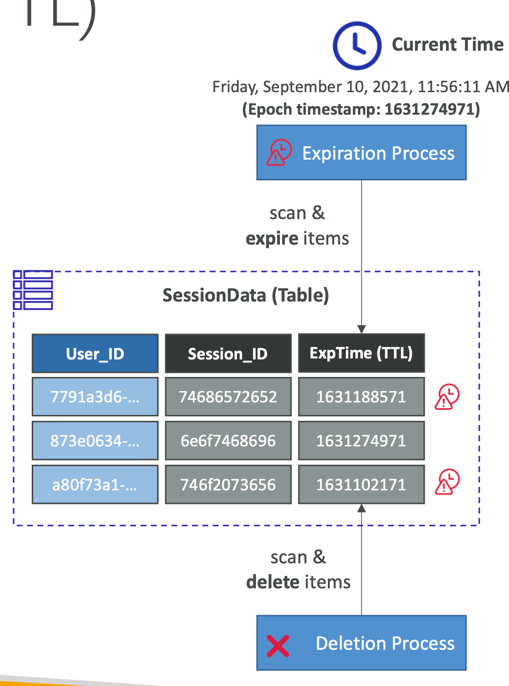 TL)
Current Time
Friday, September 10, 2021, 11:56:11 AM
(Epoch timestamp: 1631274971)
Expiration Process
scan &
expire items
SessionData (Table)
User_ID Session_ID ExpTime (TTL)
7791a3d6-... 74686572652 1631188571
873e0634-... 6e6f7468696 1631274971
a80f73a1-... 746f2073656 1631102171
scan &
delete items
Deletion Process